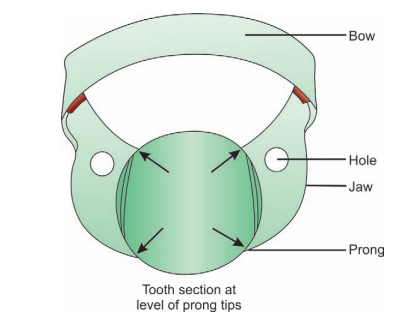 Bow
Hole
Jaw
Prong
Tooth section at
level of prong tips